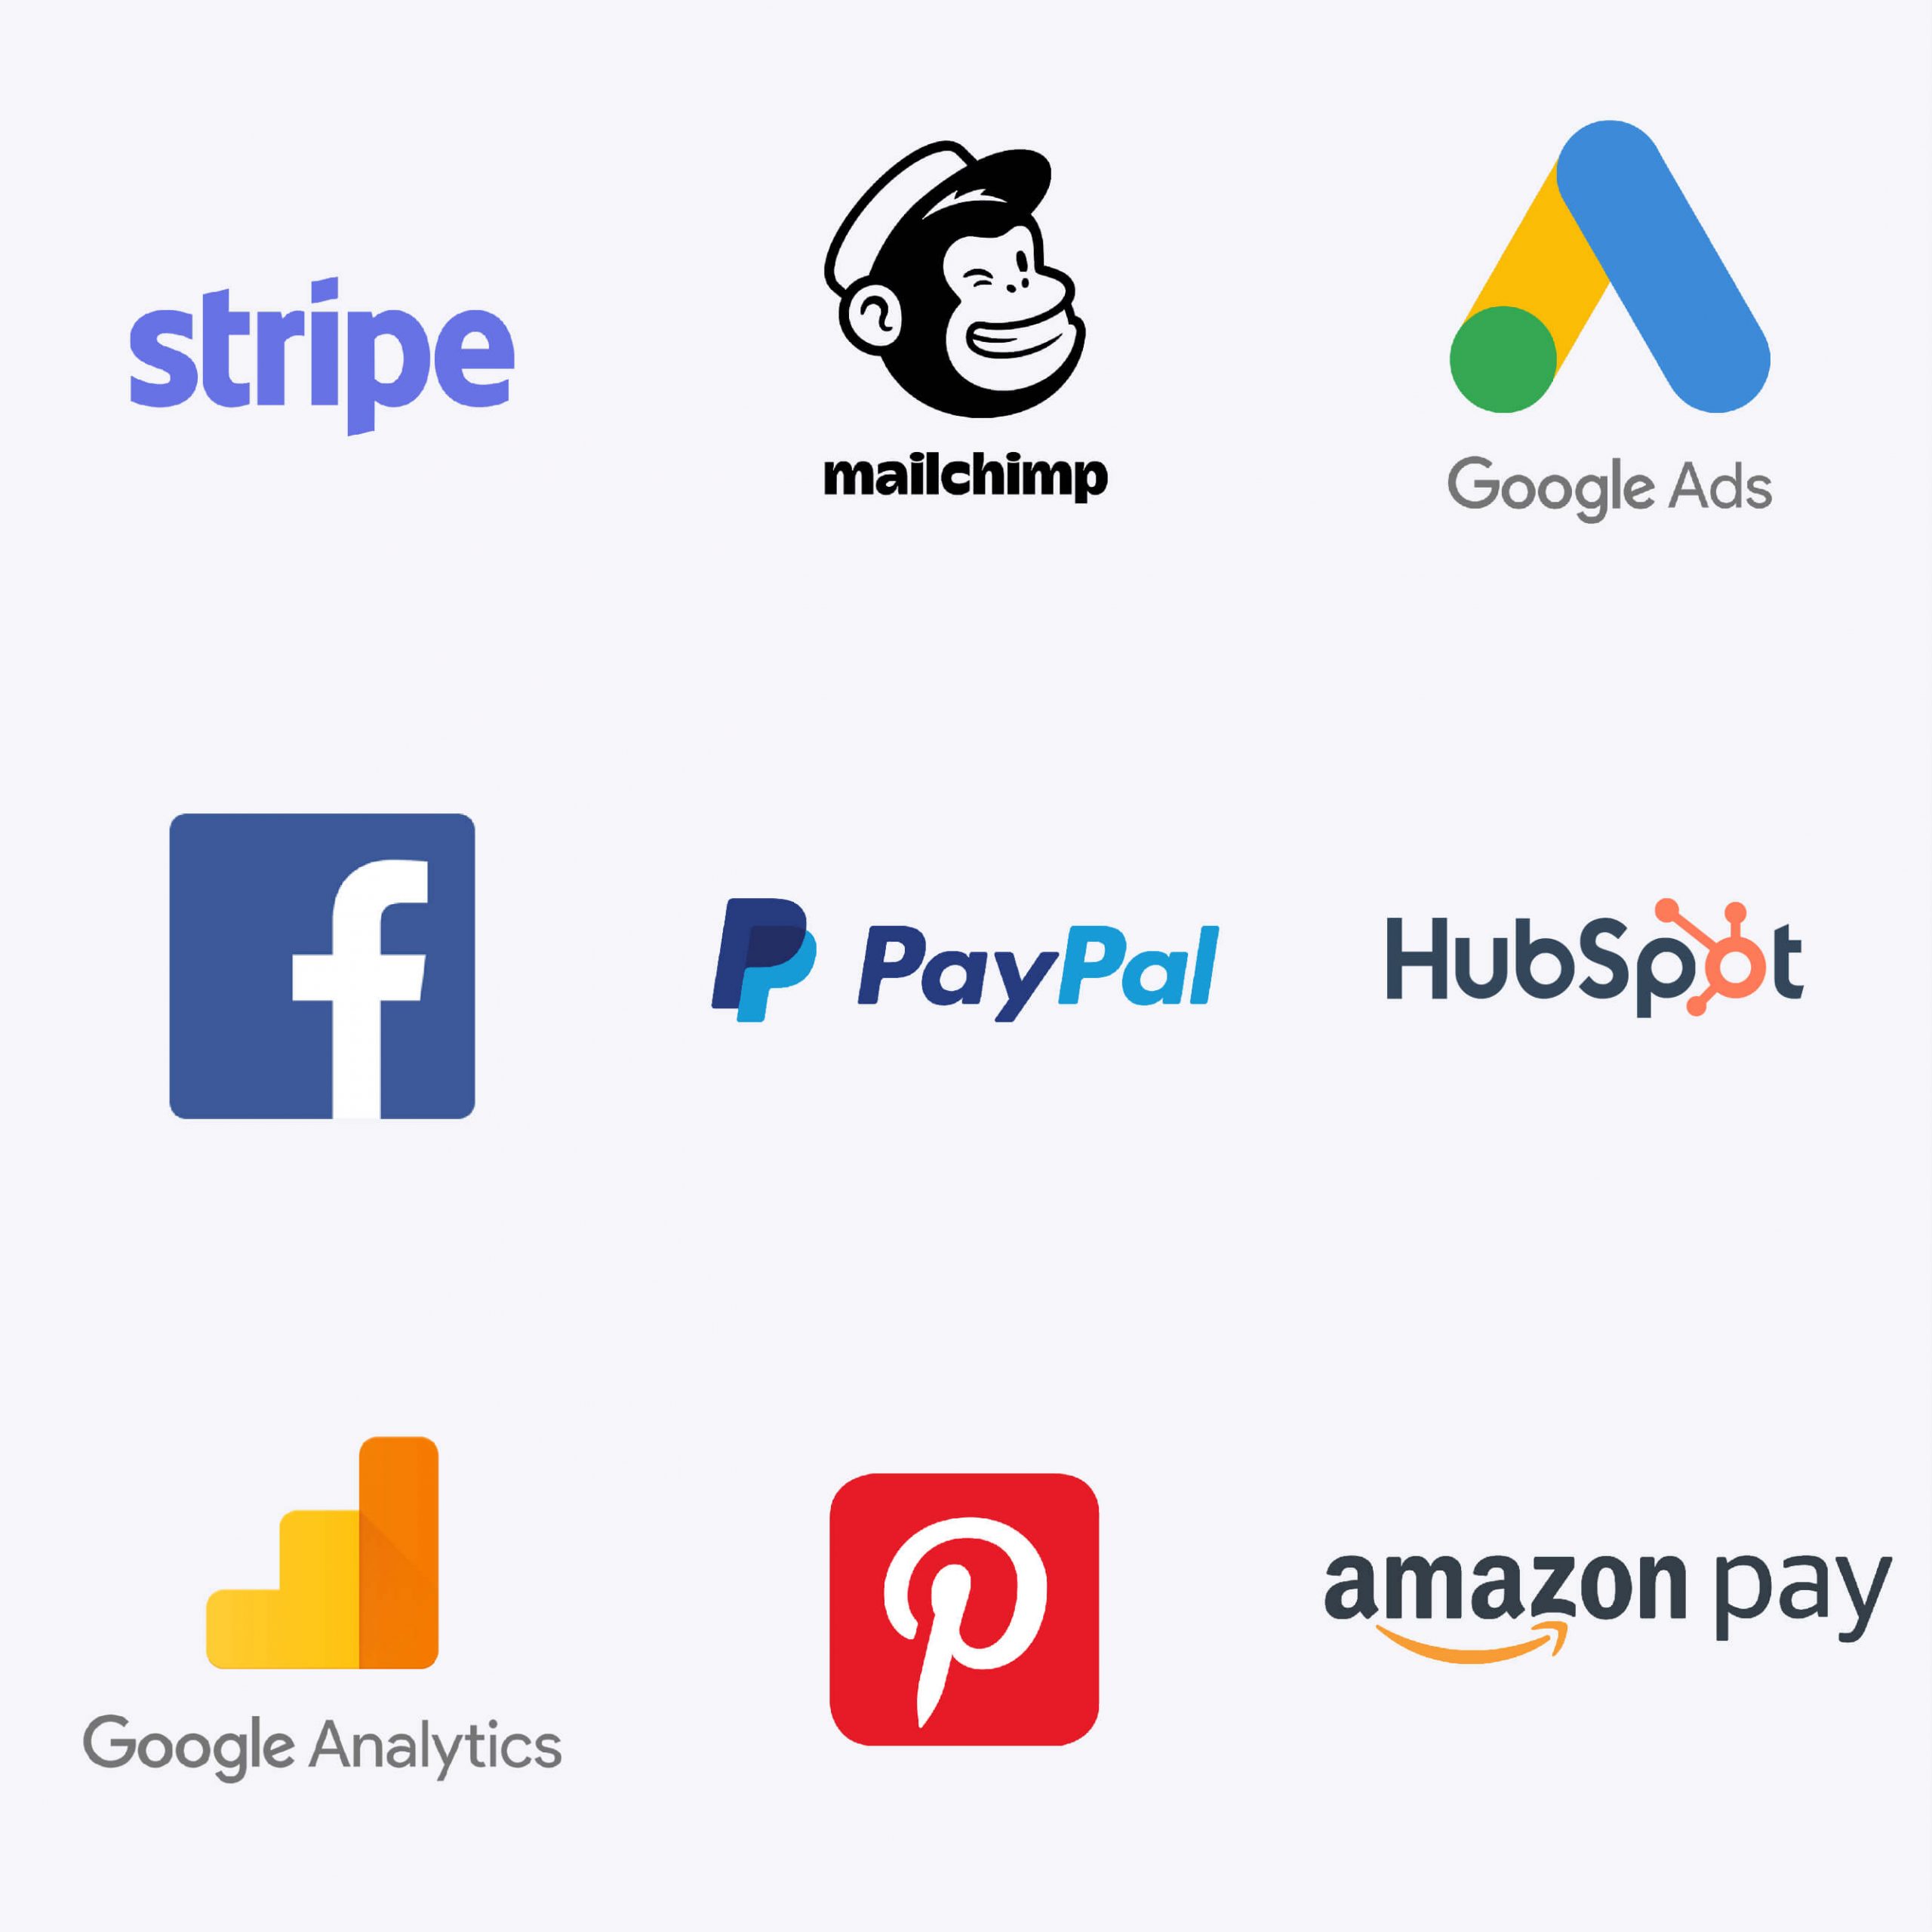 stripe
mailchimp
Google Ads
f
PayPal
HubSpot
Google Analytics
amazon pay